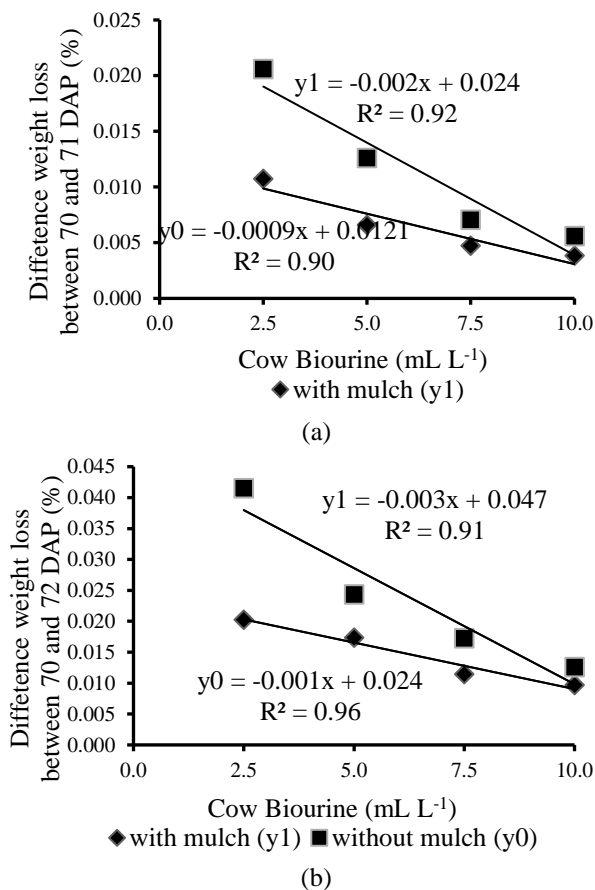 Diffetence weight loss
between 70 and 71 DAP (%)
0.025
0.020
0.015
0.010
0.005
0.000
y1 = -0.002x + 0.024
R² = 0.92
y0 = -0.0009x + 0.0121
R² = 0.90
0.0 2.5 5.0 7.5 10.0
Cow Biourine (mL L⁻¹)
with mulch (y1)
(a)
Diffetence weight loss
between 70 and 72 DAP (%)
0.045
0.040
0.035
0.030
0.025
0.020
0.015
0.010
0.005
0.000
y1 = -0.003x + 0.047
R² = 0.91
y0 = -0.001x + 0.024
R² = 0.96
0.0 2.5 5.0 7.5 10.0
Cow Biourine (mL L⁻¹)
with mulch (y1) without mulch (y0)
(b)